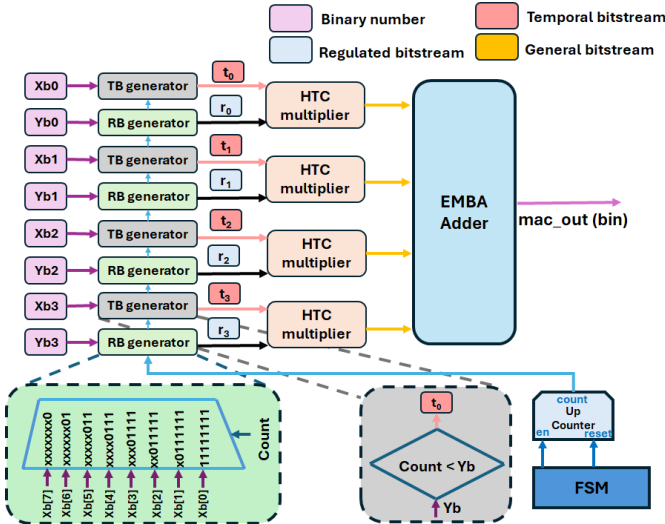 Binary number
Temporal bitstream
Regulated bitstream
General bitstream
Xb0
TB generator
t0
HTC
multiplier
Yb0
RB generator
r0
Xb1
TB generator
t1
HTC
multiplier
Yb1
RB generator
r1
Xb2
TB generator
t2
HTC
multiplier
Yb2
RB generator
r2
Xb3
TB generator
t3
HTC
multiplier
Yb3
RB generator
r3
EMBA
Adder
mac_out (bin)
xxxxxxx0
xxxxxx01
xxxxx011
xxxx0111
xxx01111
xx011111
x0111111
11111111
Count
Xb[7]
Xb[6]
Xb[5]
Xb[4]
Xb[3]
Xb[2]
Xb[1]
Xb[0]
t0
Count < Yb
Yb
count
Up
Counter
en
reset
FSM